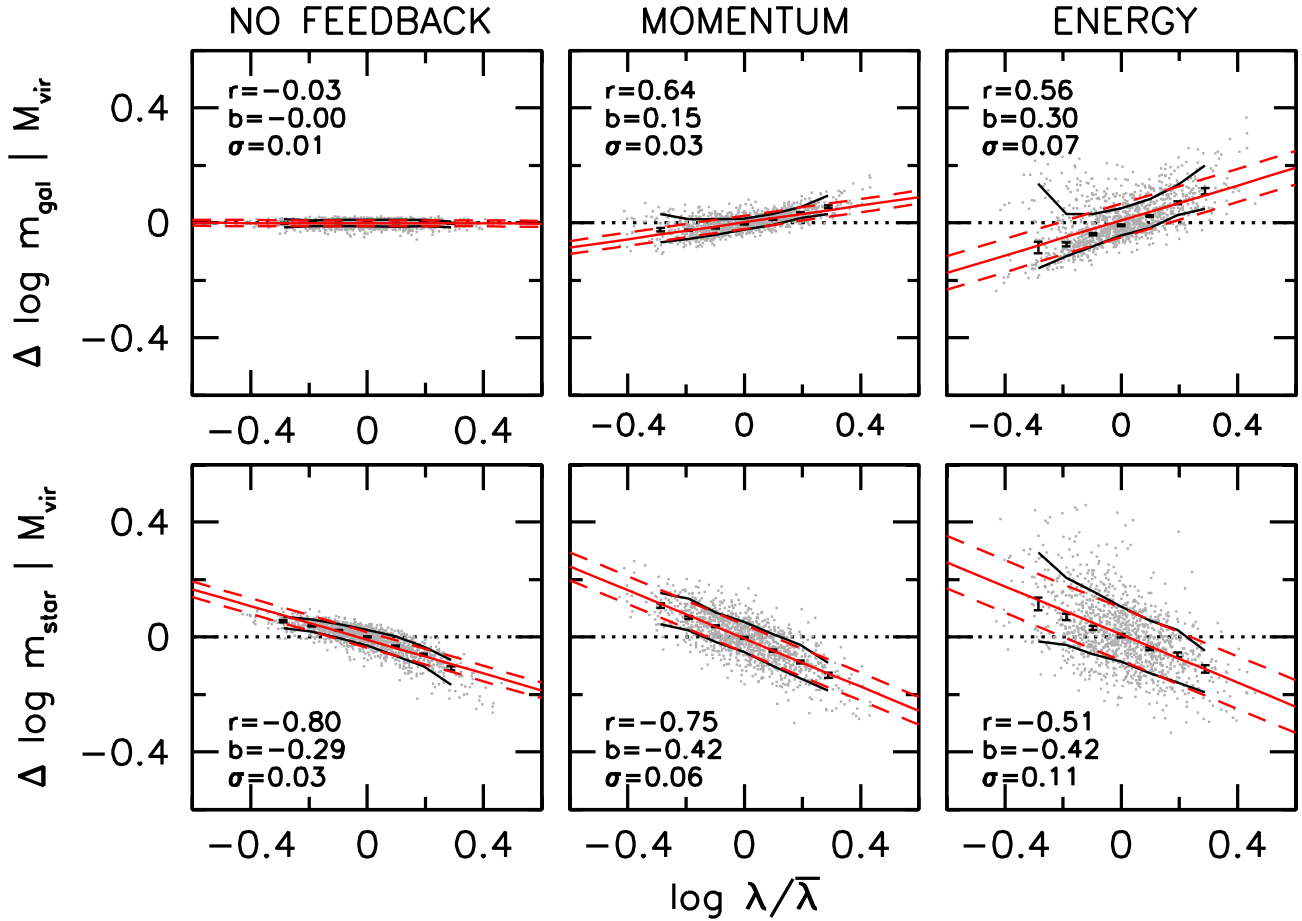 NO FEEDBACK MOMENTUM ENERGY
Δ log m_gal | M_vir
0.4
0
−0.4
r=−0.03
b=−0.00
σ=0.01
r=0.64
b=0.15
σ=0.03
r=0.56
b=0.30
σ=0.07
−0.4 0 0.4 −0.4 0 0.4 −0.4 0 0.4
Δ log m_star | M_vir
0.4
0
−0.4
r=−0.80
b=−0.29
σ=0.03
r=−0.75
b=−0.42
σ=0.06
r=−0.51
b=−0.42
σ=0.11
−0.4 0 0.4 −0.4 0 0.4 −0.4 0 0.4
log λ/λ̅